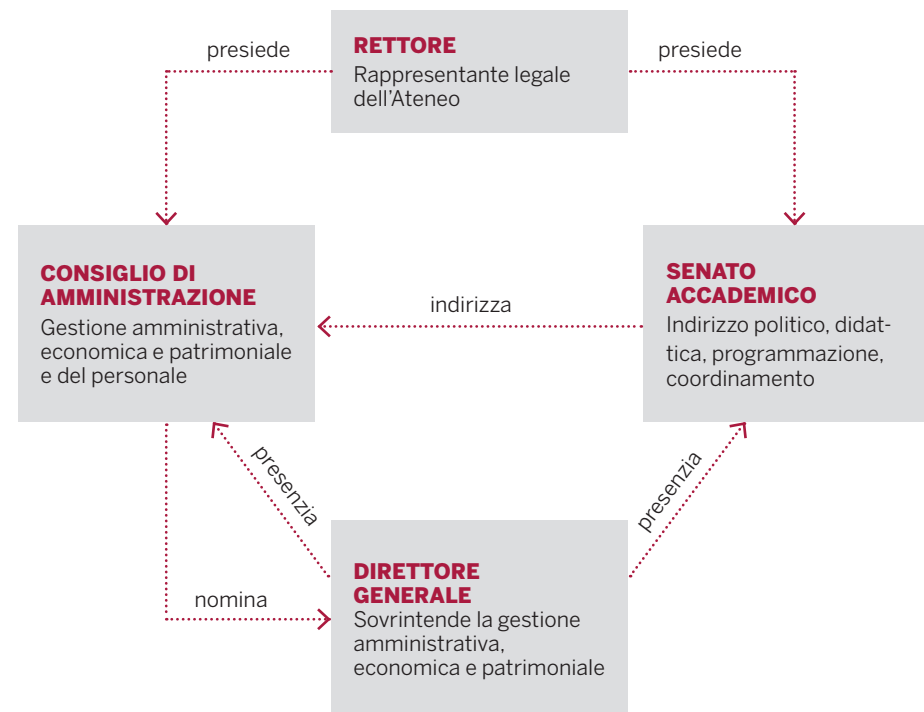 presiede
RETTORE
Rappresentante legale
dell'Ateneo
presiede
CONSIGLIO DI
AMMINISTRAZIONE
Gestione amministrativa,
economica e patrimoniale
e del personale
indirizza
SENATO
ACCADEMICO
Indirizzo politico, didat-
tica, programmazione,
coordinamento
presenzia
presenzia
nomina
DIRETTORE
GENERALE
Sovrintende la gestione
amministrativa,
economica e patrimoniale